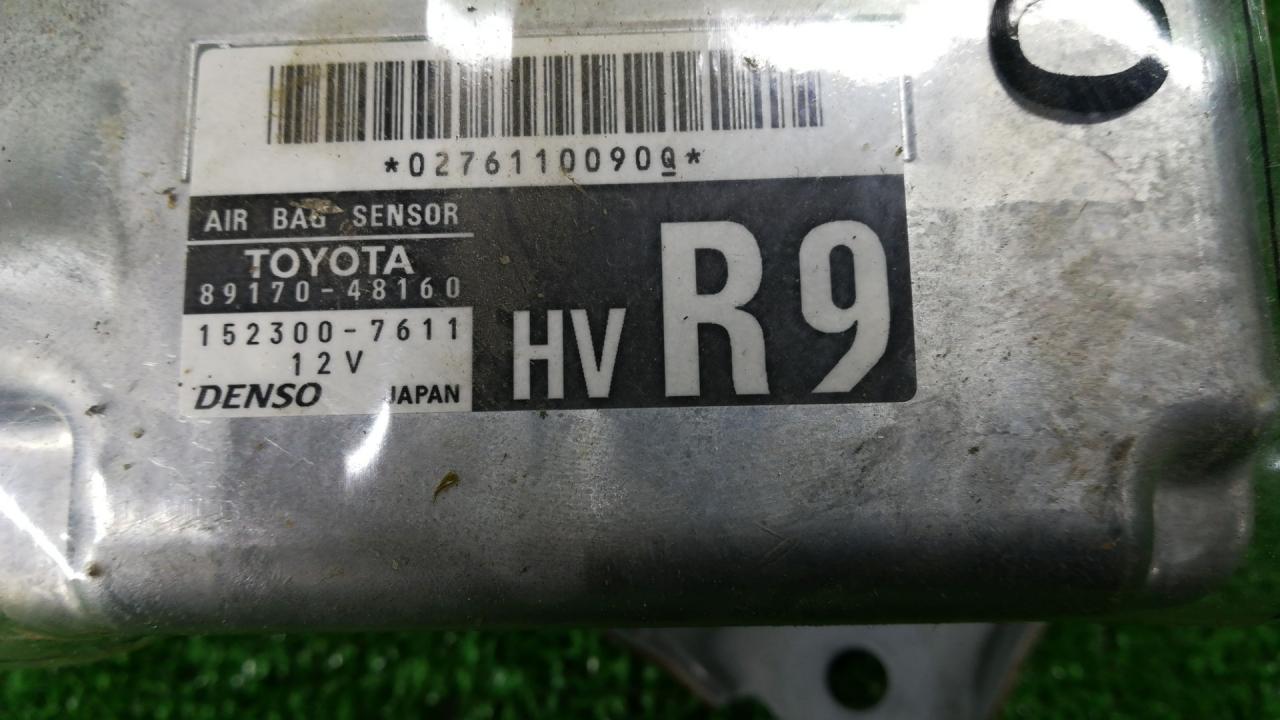 *0276110090Q*
AIR BAG SENSOR
TOYOTA
89170-48160
152300-7611
12V
DENSO JAPAN
HV R9